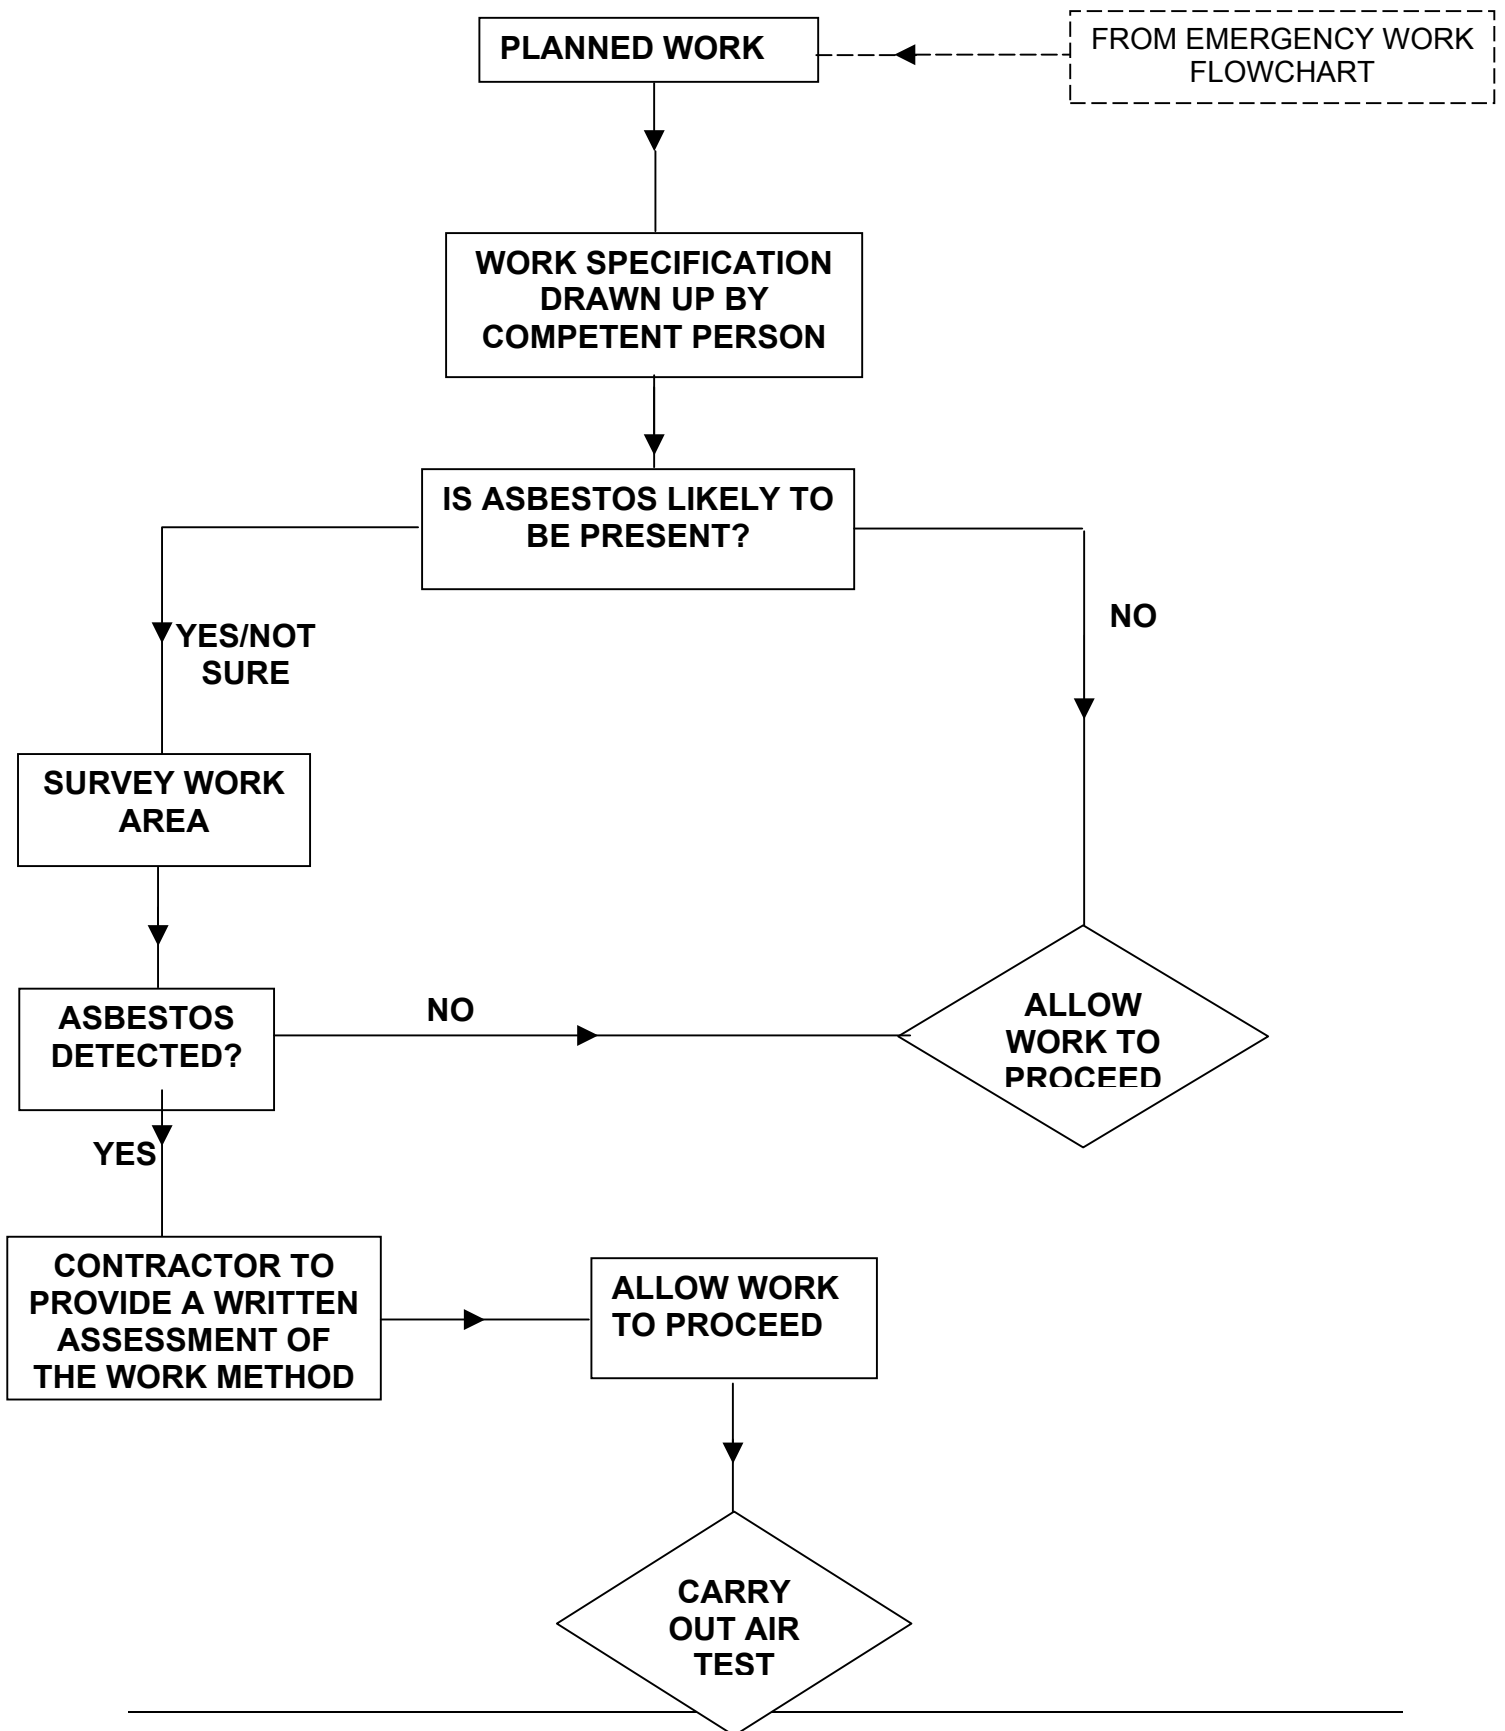 PLANNED WORK
FROM EMERGENCY WORK
FLOWCHART
WORK SPECIFICATION
DRAWN UP BY
COMPETENT PERSON
IS ASBESTOS LIKELY TO
BE PRESENT?
YES/NOT
SURE
NO
SURVEY WORK
AREA
ASBESTOS
DETECTED?
NO
ALLOW
WORK TO
PROCEED
YES
CONTRACTOR TO
PROVIDE A WRITTEN
ASSESSMENT OF
THE WORK METHOD
ALLOW WORK
TO PROCEED
CARRY
OUT AIR
TEST